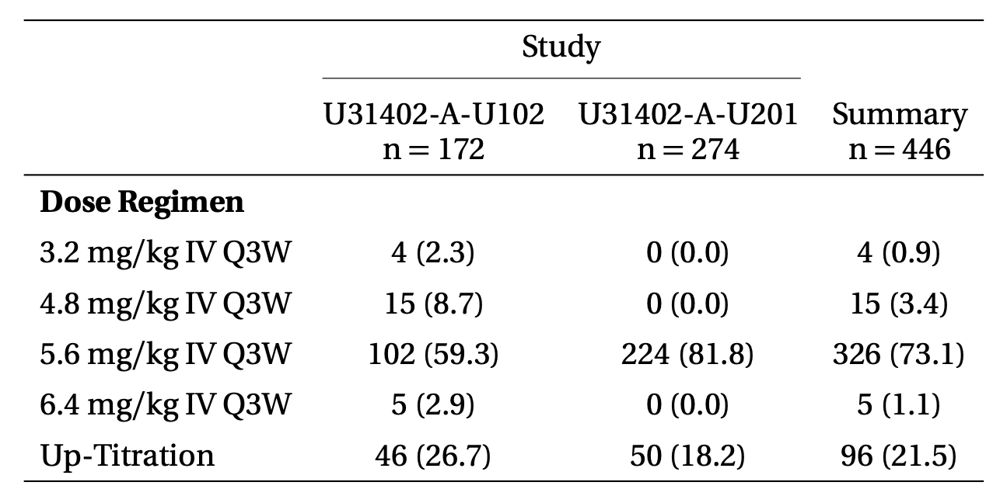 Study
U31402-A-U102 U31402-A-U201 Summary
n = 172 n = 274 n = 446
Dose Regimen
3.2 mg/kg IV Q3W 4 (2.3) 0 (0.0) 4 (0.9)
4.8 mg/kg IV Q3W 15 (8.7) 0 (0.0) 15 (3.4)
5.6 mg/kg IV Q3W 102 (59.3) 224 (81.8) 326 (73.1)
6.4 mg/kg IV Q3W 5 (2.9) 0 (0.0) 5 (1.1)
Up-Titration 46 (26.7) 50 (18.2) 96 (21.5)